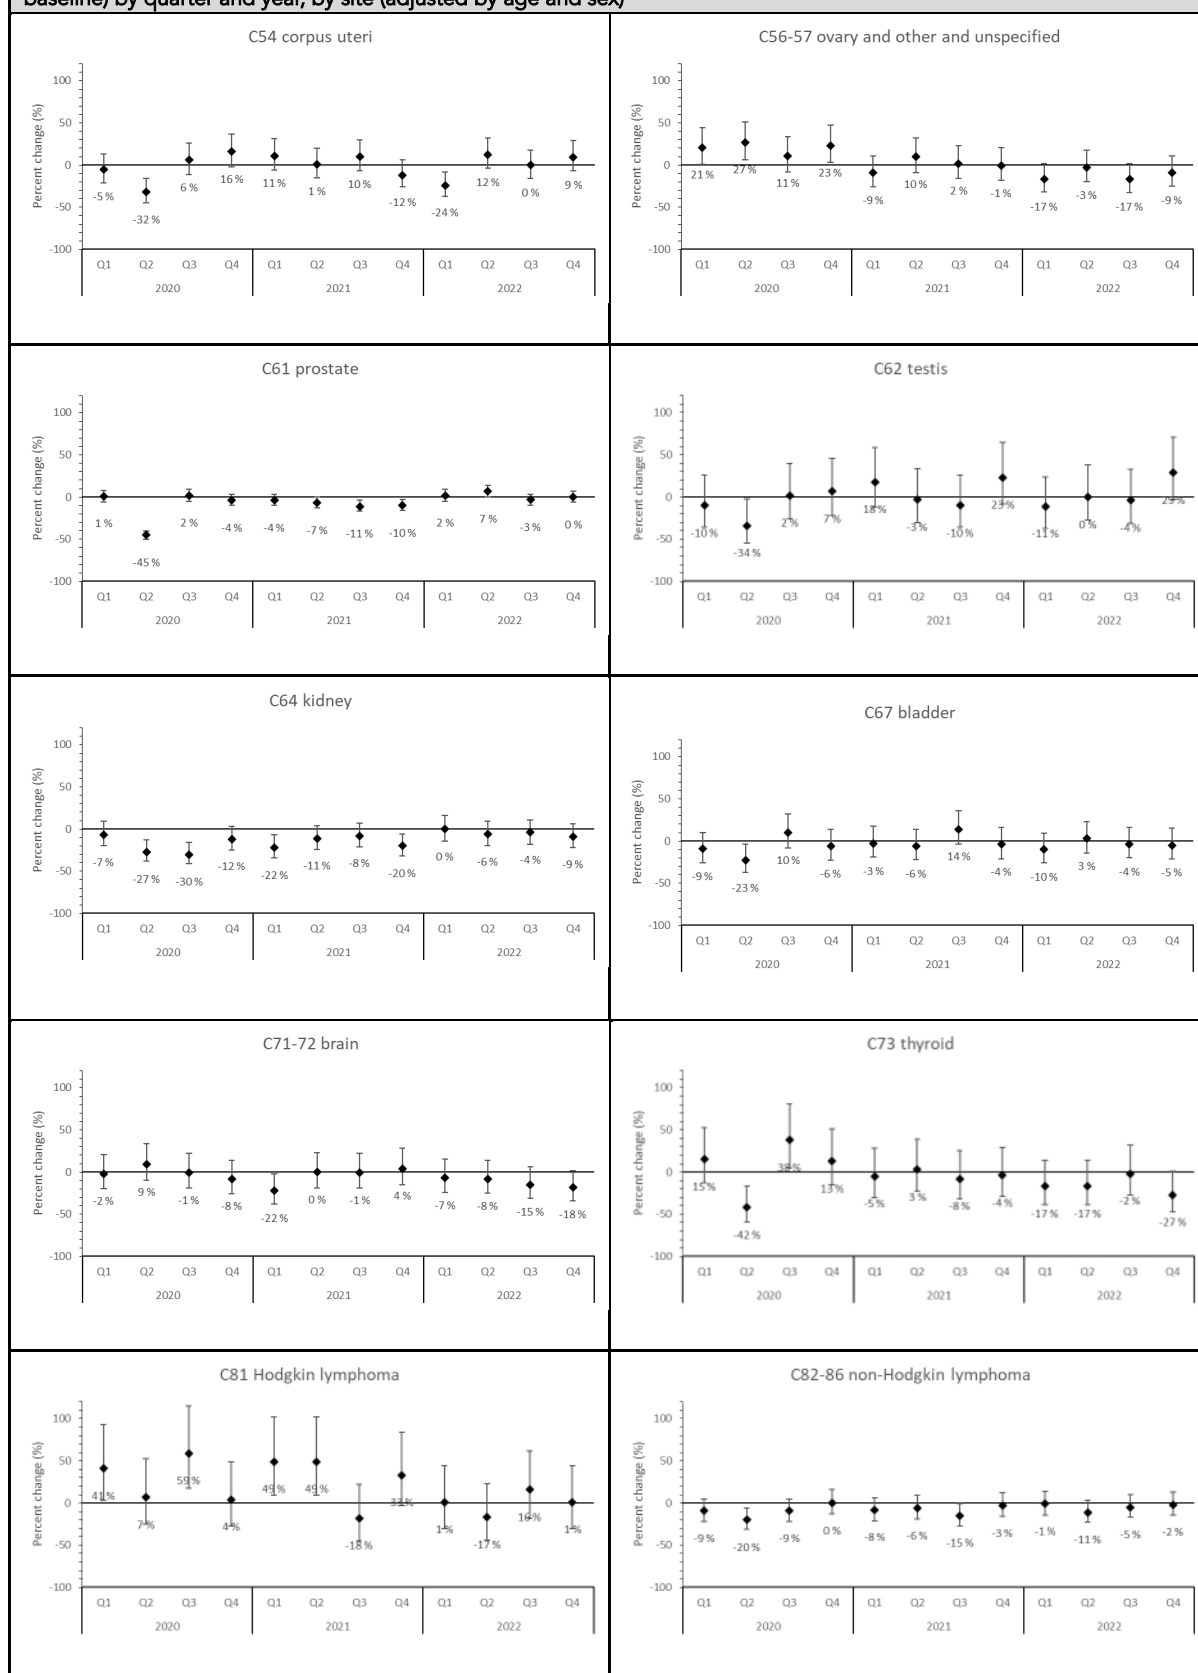 baseline) by quarter and year, by site (adjusted by age and sex)
C54 corpus uteri
Percent change (%)
100
50
0
-50
-100
-5% -32% 6% 16% 11% 1% 10% -12% -24% 12% 0% 9%
Q1 Q2 Q3 Q4 Q1 Q2 Q3 Q4 Q1 Q2 Q3 Q4
2020 2021 2022
C56-57 ovary and other and unspecified
Percent change (%)
100
50
0
-50
-100
21% 27% 11% 23% -9% 10% 2% -1% -17% -3% -17% -9%
Q1 Q2 Q3 Q4 Q1 Q2 Q3 Q4 Q1 Q2 Q3 Q4
2020 2021 2022
C61 prostate
Percent change (%)
100
50
0
-50
-100
1% -45% 2% -4% -4% -7% -11% -10% 2% 7% -3% 0%
Q1 Q2 Q3 Q4 Q1 Q2 Q3 Q4 Q1 Q2 Q3 Q4
2020 2021 2022
C62 testis
Percent change (%)
100
50
0
-50
-100
-10% -34% 2% 7% 18% -3% -10% 23% -11% 0% -4% 29%
Q1 Q2 Q3 Q4 Q1 Q2 Q3 Q4 Q1 Q2 Q3 Q4
2020 2021 2022
C64 kidney
Percent change (%)
100
50
0
-50
-100
-7% -27% -30% -12% -22% -11% -8% -20% 0% -6% -4% -9%
Q1 Q2 Q3 Q4 Q1 Q2 Q3 Q4 Q1 Q2 Q3 Q4
2020 2021 2022
C67 bladder
Percent change (%)
100
50
0
-50
-100
-9% -23% 10% -6% -3% -6% 14% -4% -10% 3% -4% -5%
Q1 Q2 Q3 Q4 Q1 Q2 Q3 Q4 Q1 Q2 Q3 Q4
2020 2021 2022
C71-72 brain
Percent change (%)
100
50
0
-50
-100
-2% 9% -1% -8% -22% 0% -1% 4% -7% -8% -15% -18%
Q1 Q2 Q3 Q4 Q1 Q2 Q3 Q4 Q1 Q2 Q3 Q4
2020 2021 2022
C73 thyroid
Percent change (%)
100
50
0
-50
-100
15% -42% 38% 13% -5% 3% -8% -4% -17% -17% -2% -27%
Q1 Q2 Q3 Q4 Q1 Q2 Q3 Q4 Q1 Q2 Q3 Q4
2020 2021 2022
C81 Hodgkin lymphoma
Percent change (%)
100
50
0
-50
-100
41% 7% 59% 4% 49% 49% -18% 33% 1% -17% 16% 1%
Q1 Q2 Q3 Q4 Q1 Q2 Q3 Q4 Q1 Q2 Q3 Q4
2020 2021 2022
C82-86 non-Hodgkin lymphoma
Percent change (%)
100
50
0
-50
-100
-9% -20% -9% 0% -8% -6% -15% -3% -1% -11% -5% -2%
Q1 Q2 Q3 Q4 Q1 Q2 Q3 Q4 Q1 Q2 Q3 Q4
2020 2021 2022